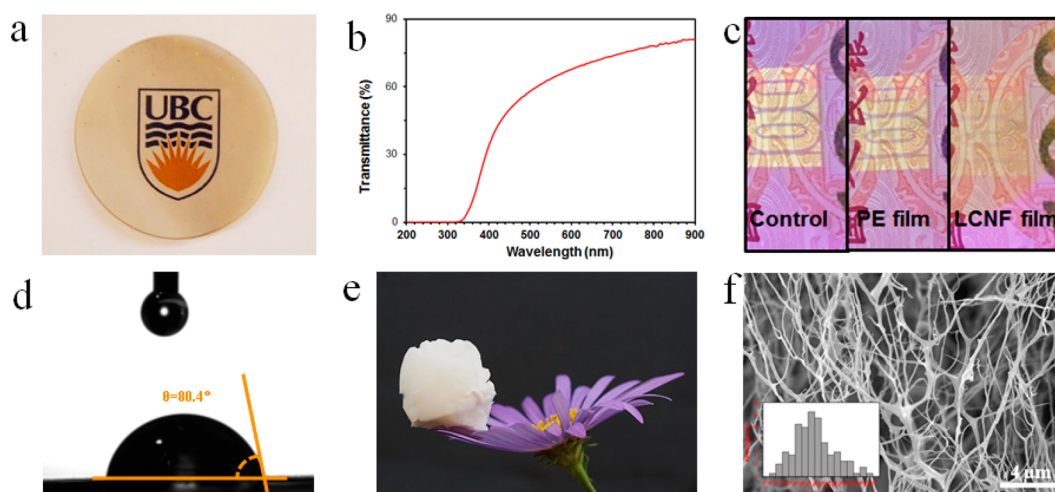 a
UBC
b
90
60
30
0
Transmittance (%)
200 300 400 500 600 700 800 900
Wavelength (nm)
c
Control
PE film
LCNF film
d
θ=80.4°
e
f
4 um